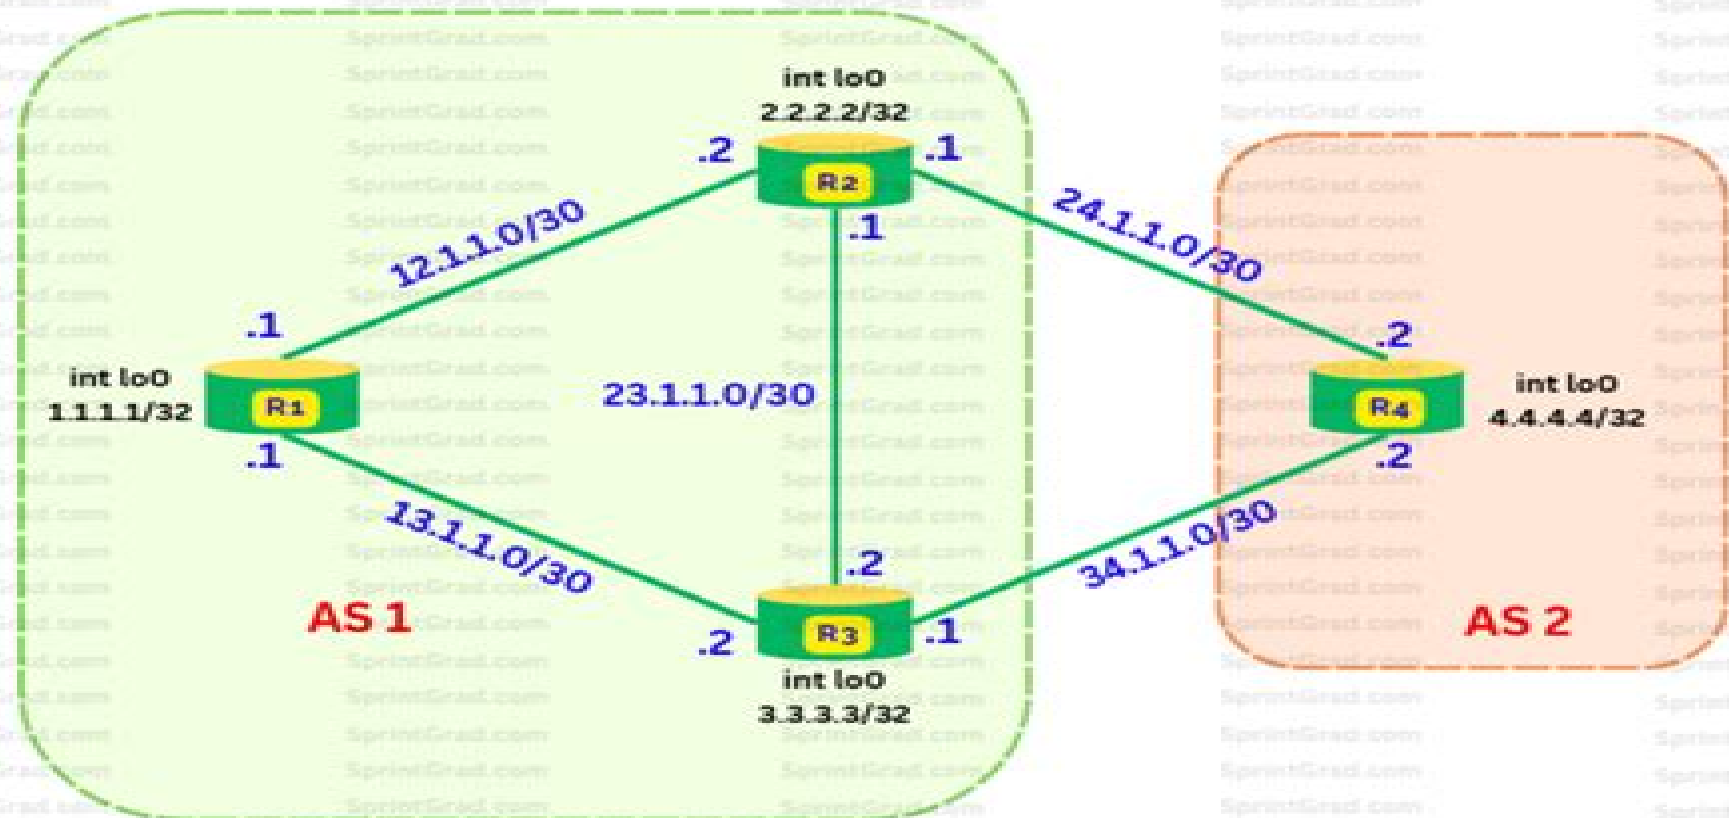 int lo0
2.2.2.2/32
.2
.1
R2
.1
12.1.1.0/30
24.1.1.0/30
.1
.2
int lo0
1.1.1.1/32
R1
23.1.1.0/30
R4
int lo0
4.4.4.4/32
.1
.2
13.1.1.0/30
34.1.1.0/30
.2
AS 1
.2
R3
.1
AS 2
int lo0
3.3.3.3/32
SprintGrad.com